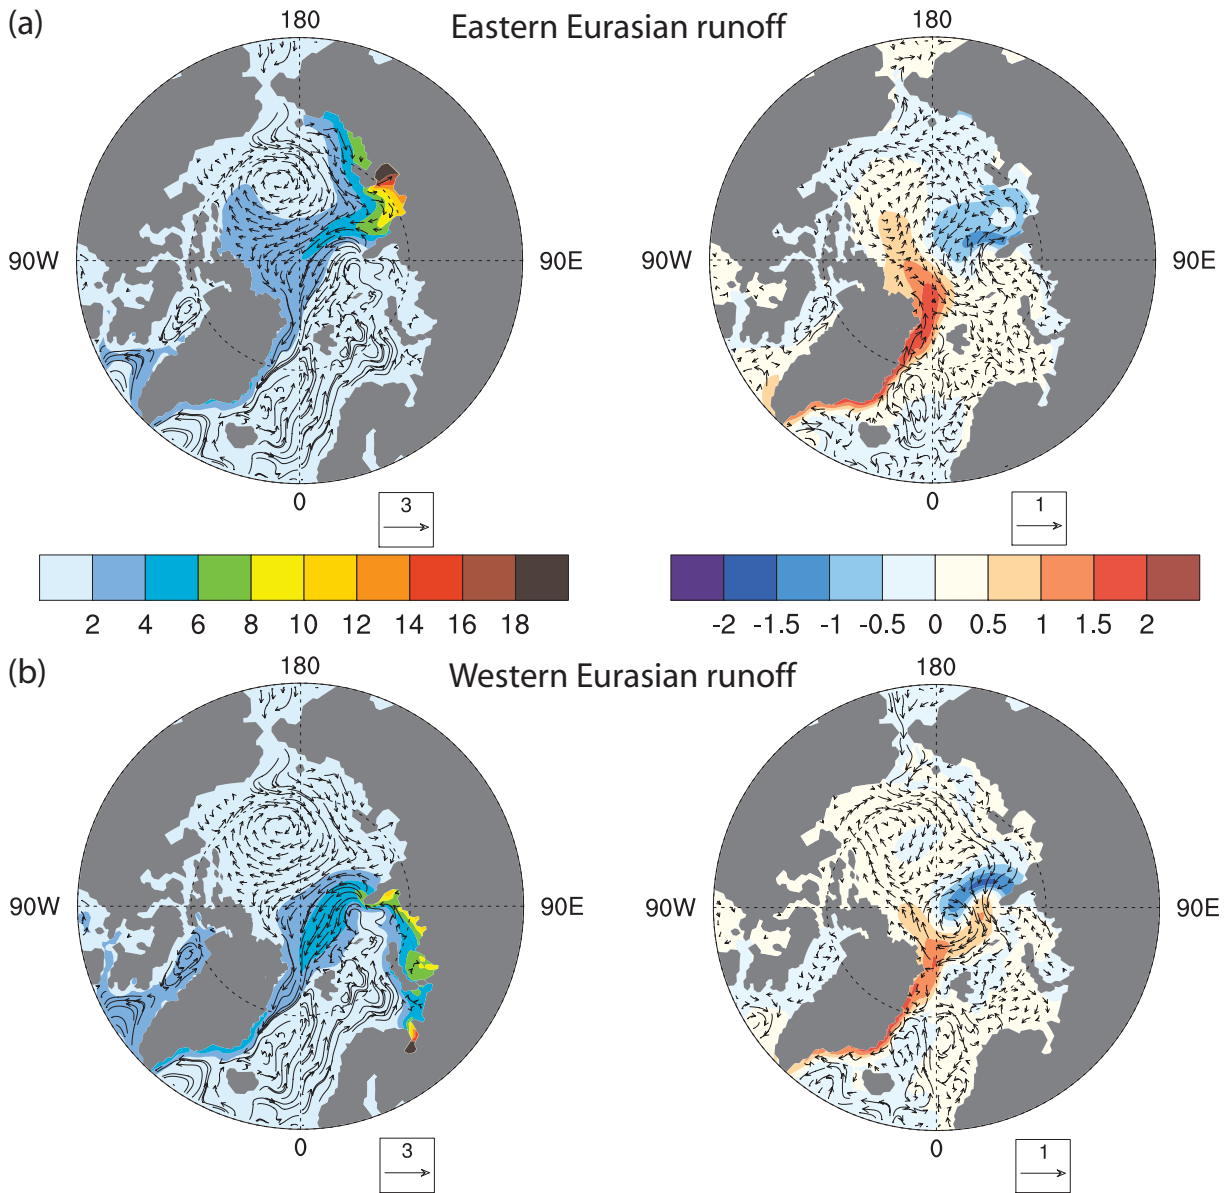 (a)
Eastern Eurasian runoff
180 180
90W 90E 90W 90E
0 0
3 1
2 4 6 8 10 12 14 16 18
-2 -1.5 -1 -0.5 0 0.5 1 1.5 2
(b)
Western Eurasian runoff
180 180
90W 90E 90W 90E
0 0
3 1